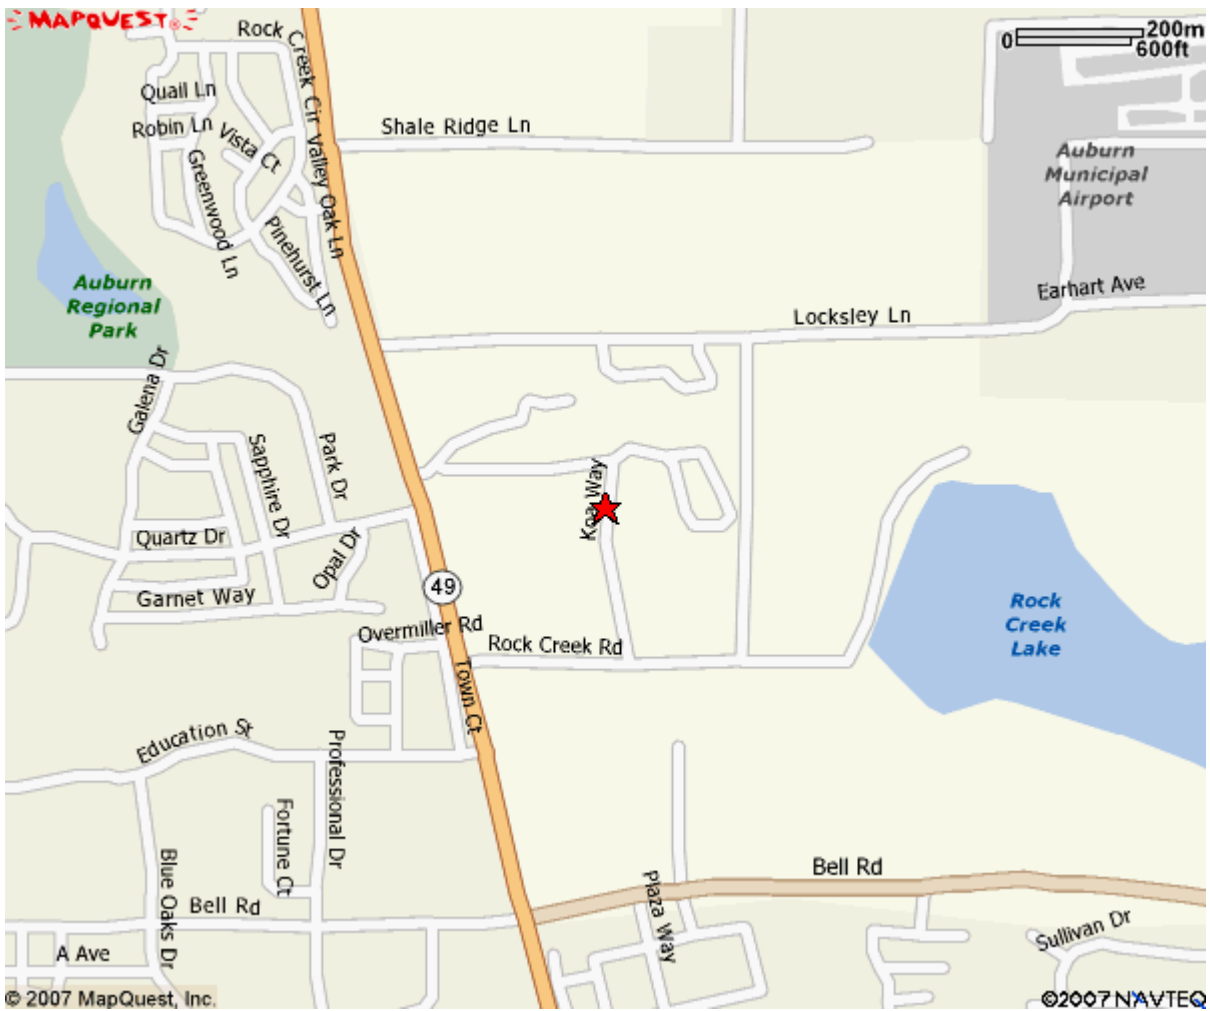 MAPQUEST®
0 200m
600ft
Rock Creek Cir
Valley Oak Ln
Quail Ln
Robin Ln
Vista Ct
Greenwood Ln
Pinehurst Ln
Shale Ridge Ln
Auburn
Municipal
Airport
Auburn
Regional
Park
Earhart Ave
Locksley Ln
Galena Dr
Sapphire Dr
Park Dr
Koa Way
Quartz Dr
Opal Dr
Garnet Way
49
Overmiller Rd
Rock Creek Rd
Town Ct
Rock
Creek
Lake
Education St
Professional Dr
Fortune Ct
Blue Oaks Dr
Bell Rd
Bell Rd
Plaza Way
Sullivan Dr
A Ave
© 2007 MapQuest, Inc.
©2007 NAVTEQ